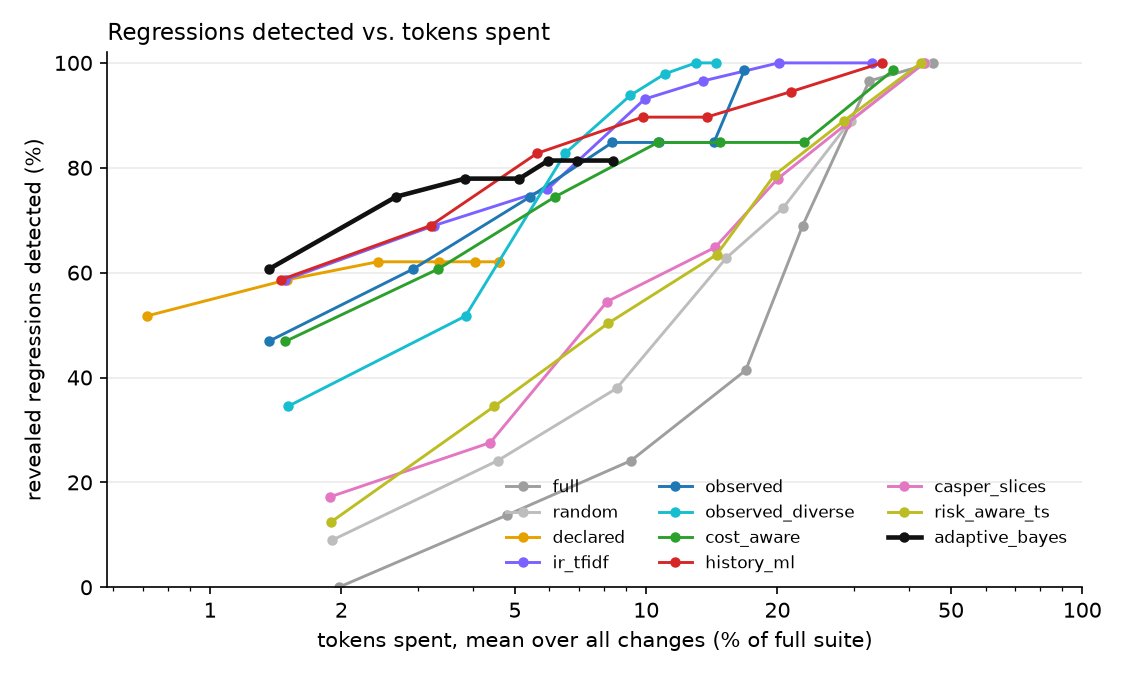 Regressions detected vs. tokens spent
revealed regressions detected (%)
100
80
60
40
20
0
full
random
declared
ir_tfidf
observed
observed_diverse
cost_aware
history_ml
casper_slices
risk_aware_ts
adaptive_bayes
1 2 5 10 20 50 100
tokens spent, mean over all changes (% of full suite)